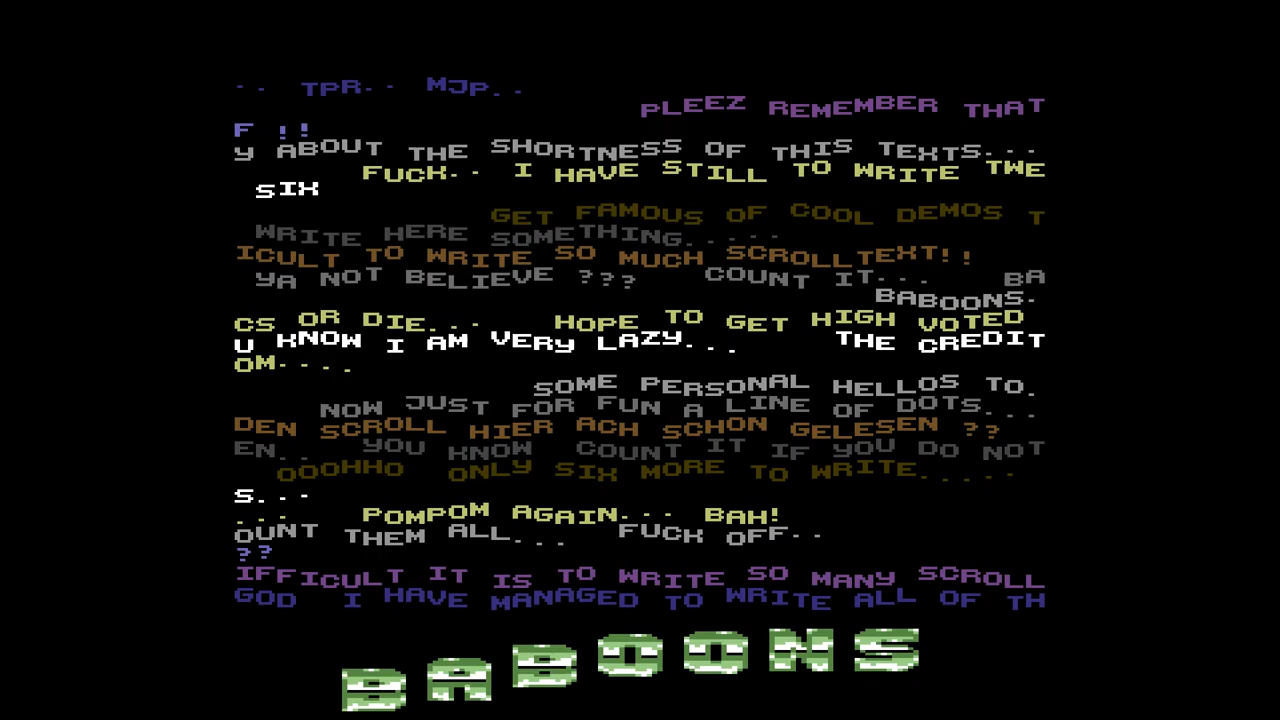 .. TPR.. MJP..
PLEEZ REMEMBER THAT
F !!
Y ABOUT THE SHORTNESS OF THIS TEXTS...
FUCK.. I HAVE STILL TO WRITE TWE
SIX
GET FAMOUS OF COOL DEMOS T
WRITE HERE SOMETHING.....
ICULT TO WRITE SO MUCH SCROLLTEXT!!
YA NOT BELIEVE ??? COUNT IT... BA
BABOONS.
CS OR DIE... HOPE TO GET HIGH VOTED
U KNOW I AM VERY LAZY... THE CREDIT
OM.....
SOME PERSONAL HELLOS TO.
NOW JUST FOR FUN A LINE OF DOTS...
DEN SCROLL HIER ACH SCHON GELESEN ??
EN.. YOU KNOW COUNT IT IF YOU DO NOT
OOOHHO ONLY SIX MORE TO WRITE.....
S...
... POMPOM AGAIN... BAH!
OUNT THEM ALL... FUCK OFF..
??
IFFICULT IT IS TO WRITE SO MANY SCROLL
GOD I HAVE MANAGED TO WRITE ALL OF TH
BABOONS